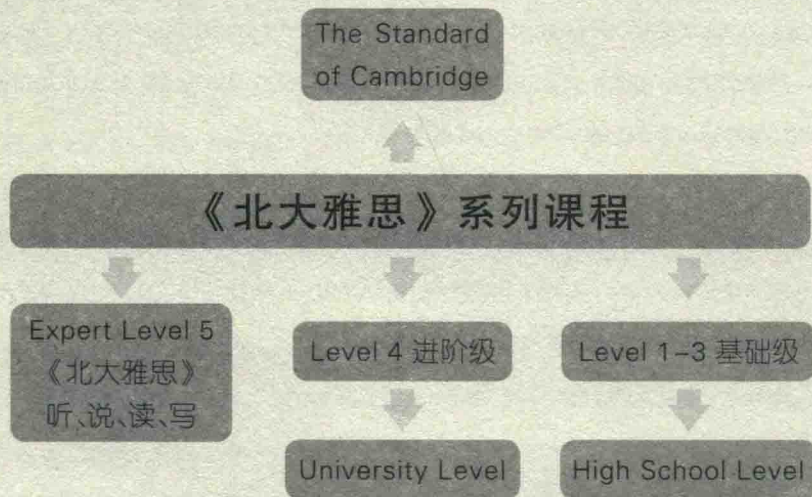 The Standard
of Cambridge
《北大雅思》系列课程
Expert Level 5
《北大雅思》
听、说、读、写
Level 4 进阶级
Level 1-3 基础级
University Level
High School Level